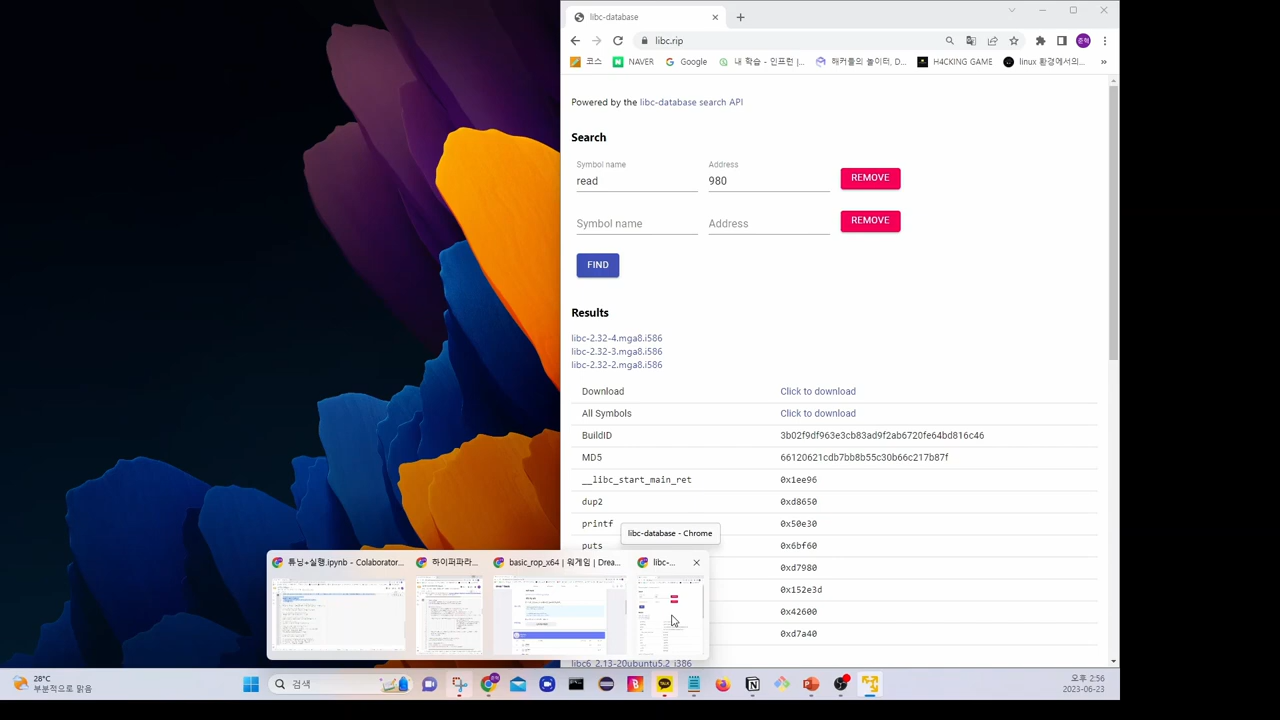 libc-database
libc.rip
준혁
코스
NAVER
Google
내 학습 - 인프런 |...
해커들의 놀이터, D...
H4CKING GAME
linux 환경에서의...
»
Powered by the libc-database search API
Search
Symbol name Address
read 980 REMOVE
Symbol name Address REMOVE
FIND
Results
libc-2.32-4.mga8.i586
libc-2.32-3.mga8.i586
libc-2.32-2.mga8.i586
Download Click to download
All Symbols Click to download
BuildID 3b02f9df963e3cb83ad9f2ab6720fe64bd816c46
MD5 66120621cdb7bb8b55c30b66c217b87f
__libc_start_main_ret 0x1ee96
dup2 0xd8650
printf 0x50e30
puts 0x6bf60
0xd7980
0x152e3d
0x42600
0xd7a40
libc6_2.13-20ubuntu5.2_i386
libc-database - Chrome
튜닝+실행.ipynb - Colaborator...
하이퍼파라...
basic_rop_x64 | 워게임 | Drea...
libc-...
28°C
부분적으로 맑음
검색
오후 2:56
2023-06-23